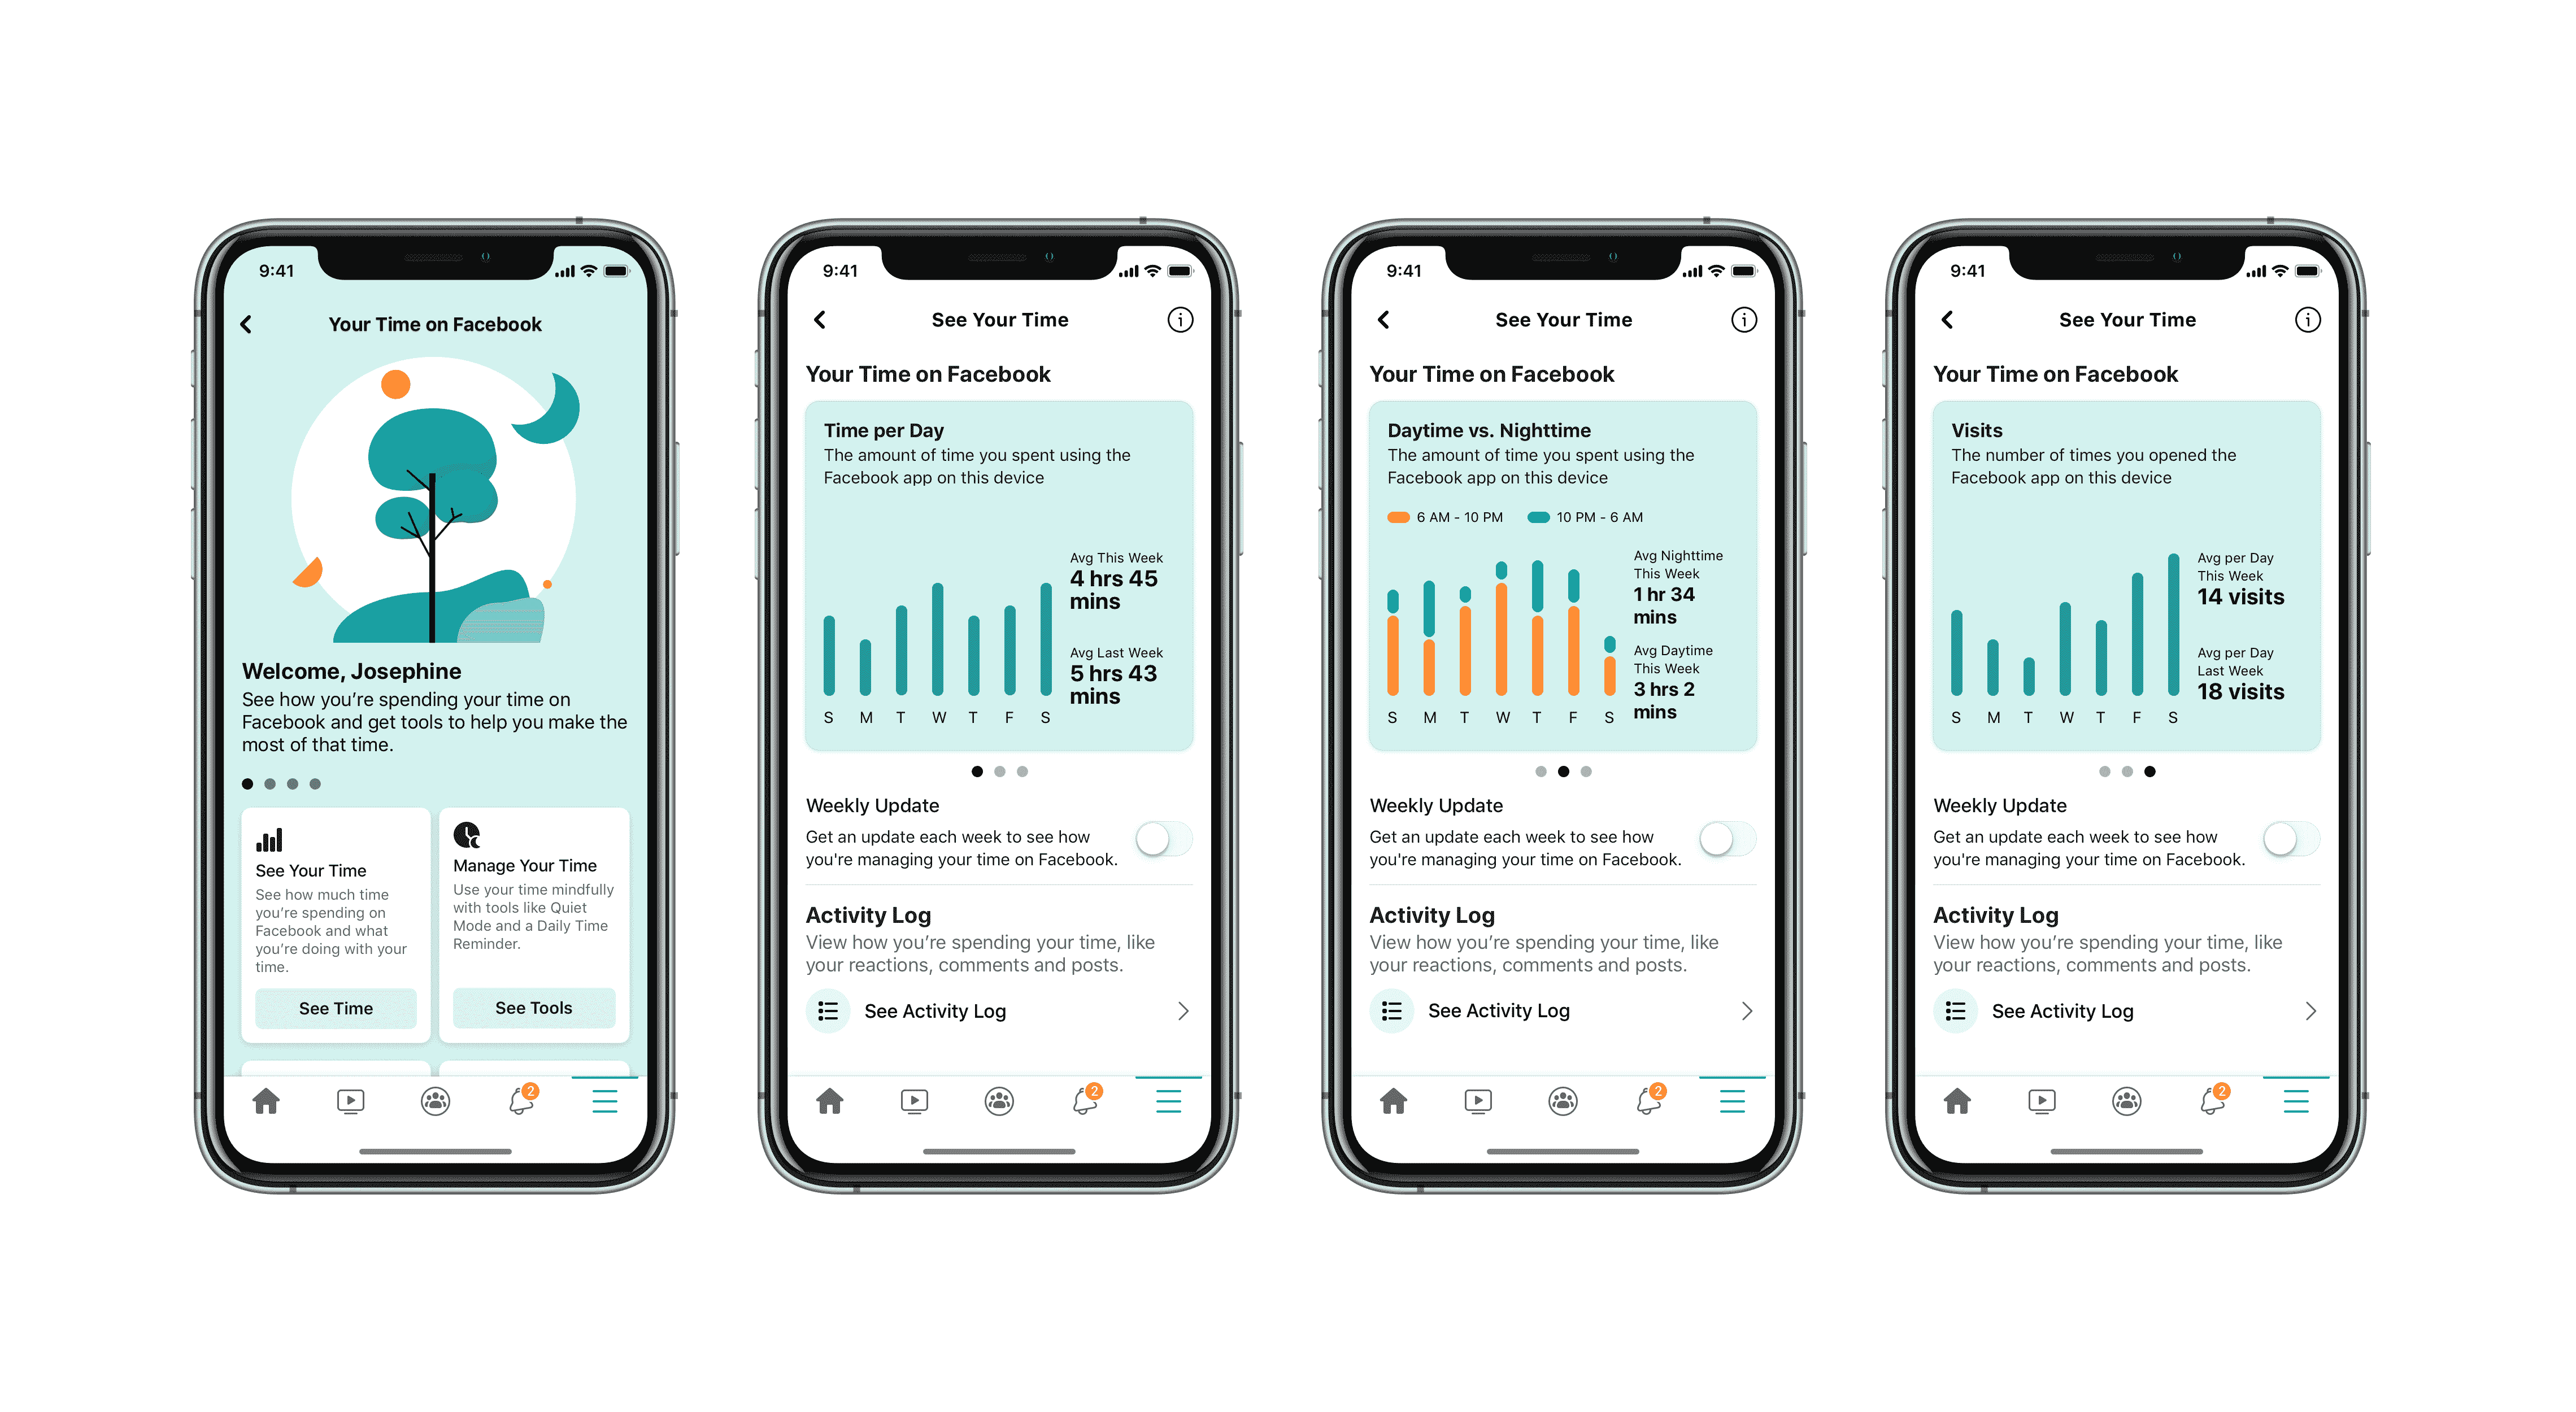 9:41
Your Time on Facebook
Welcome, Josephine
See how you’re spending your time on
Facebook and get tools to help you make the
most of that time.
See Your Time
See how much time
you’re spending on
Facebook and what
you’re doing with your
time.
See Time
Manage Your Time
Use your time mindfully
with tools like Quiet
Mode and a Daily Time
Reminder.
See Tools
2
9:41
See Your Time
Your Time on Facebook
Time per Day
The amount of time you spent using the
Facebook app on this device
Avg This Week
4 hrs 45
mins
Avg Last Week
5 hrs 43
mins
S M T W T F S
Weekly Update
Get an update each week to see how
you're managing your time on Facebook.
Activity Log
View how you’re spending your time, like
your reactions, comments and posts.
See Activity Log
2
9:41
See Your Time
Your Time on Facebook
Daytime vs. Nighttime
The amount of time you spent using the
Facebook app on this device
6 AM - 10 PM 10 PM - 6 AM
Avg Nighttime
This Week
1 hr 34
mins
Avg Daytime
This Week
3 hrs 2
mins
S M T W T F S
Weekly Update
Get an update each week to see how
you're managing your time on Facebook.
Activity Log
View how you’re spending your time, like
your reactions, comments and posts.
See Activity Log
2
9:41
See Your Time
Your Time on Facebook
Visits
The number of times you opened the
Facebook app on this device
Avg per Day
This Week
14 visits
Avg per Day
Last Week
18 visits
S M T W T F S
Weekly Update
Get an update each week to see how
you're managing your time on Facebook.
Activity Log
View how you’re spending your time, like
your reactions, comments and posts.
See Activity Log
2